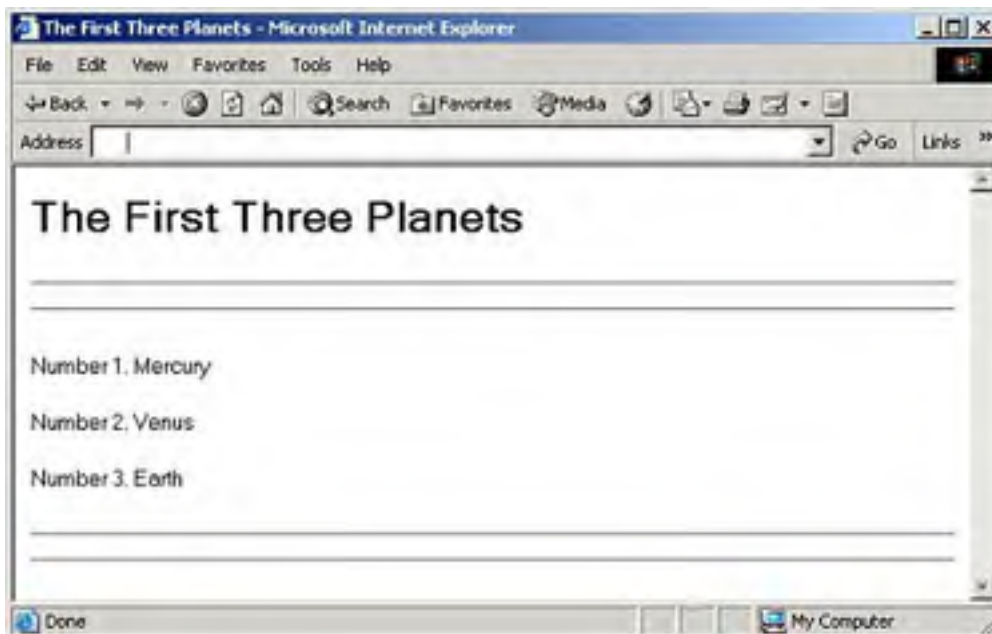 The First Three Planets - Microsoft Internet Explorer
File Edit View Favorites Tools Help
Back Search Favorites Media
Address Go Links »
The First Three Planets
Number 1. Mercury
Number 2. Venus
Number 3. Earth
Done My Computer